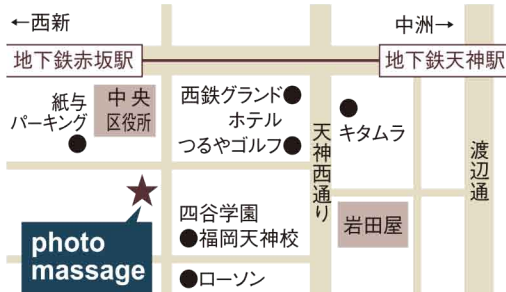 ←西新
中洲→
地下鉄赤坂駅
地下鉄天神駅
紙与
パーキング
中央
区役所
西鉄グランド
ホテル
つるやゴルフ
キタムラ
天神西通り
渡辺通
四谷学園
福岡天神校
岩田屋
photo
massage
ローソン